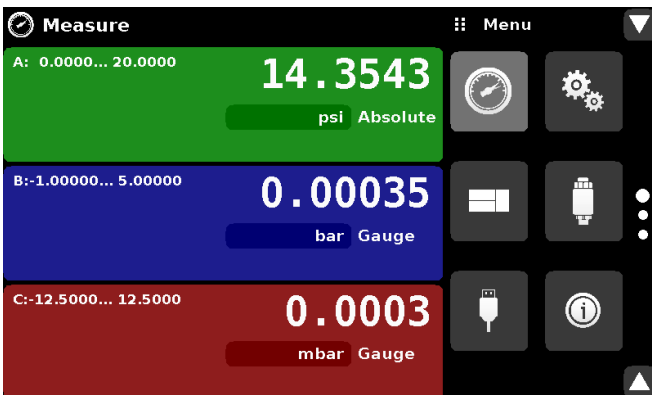 Measure
Menu
A: 0.0000... 20.0000
14.3543
psi Absolute
B:-1.00000... 5.00000
0.00035
bar Gauge
C:-12.5000... 12.5000
0.0003
mbar Gauge